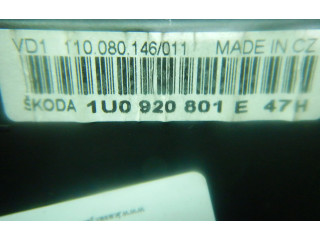 VD1 110.080.146/011 MADE IN CZ
ŠKODA 1U0 920 801 E 47H